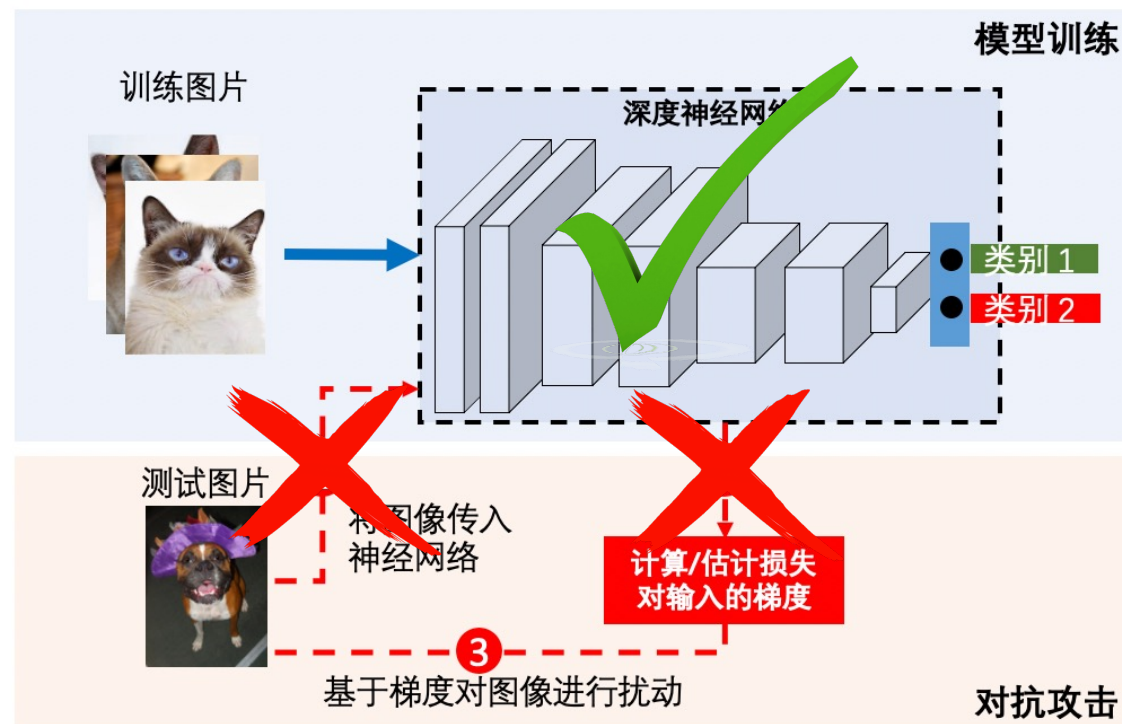 模型训练
训练图片
深度神经网
类别 1
类别 2
测试图片
图像传入
神经网络
计算/估计损失
对输入的梯度
3
基于梯度对图像进行扰动
对抗攻击